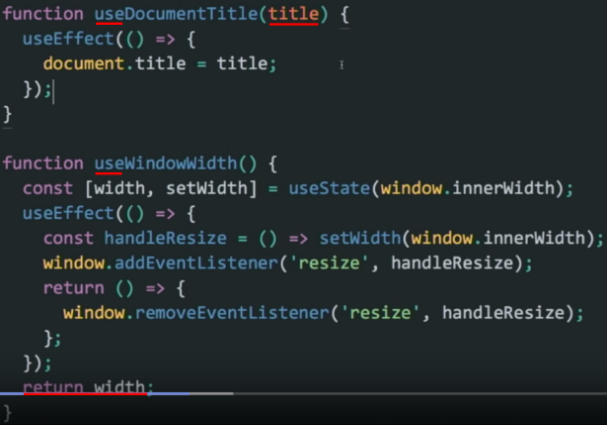 function useDocumentTitle(title) {
  useEffect(() => {
    document.title = title;
  });
}
function useWindowWidth() {
  const [width, setWidth] = useState(window.innerWidth);
  useEffect(() => {
    const handleResize = () => setWidth(window.innerWidth);
    window.addEventListener('resize', handleResize);
    return () => {
      window.removeEventListener('resize', handleResize);
    };
  });
  return width;
}